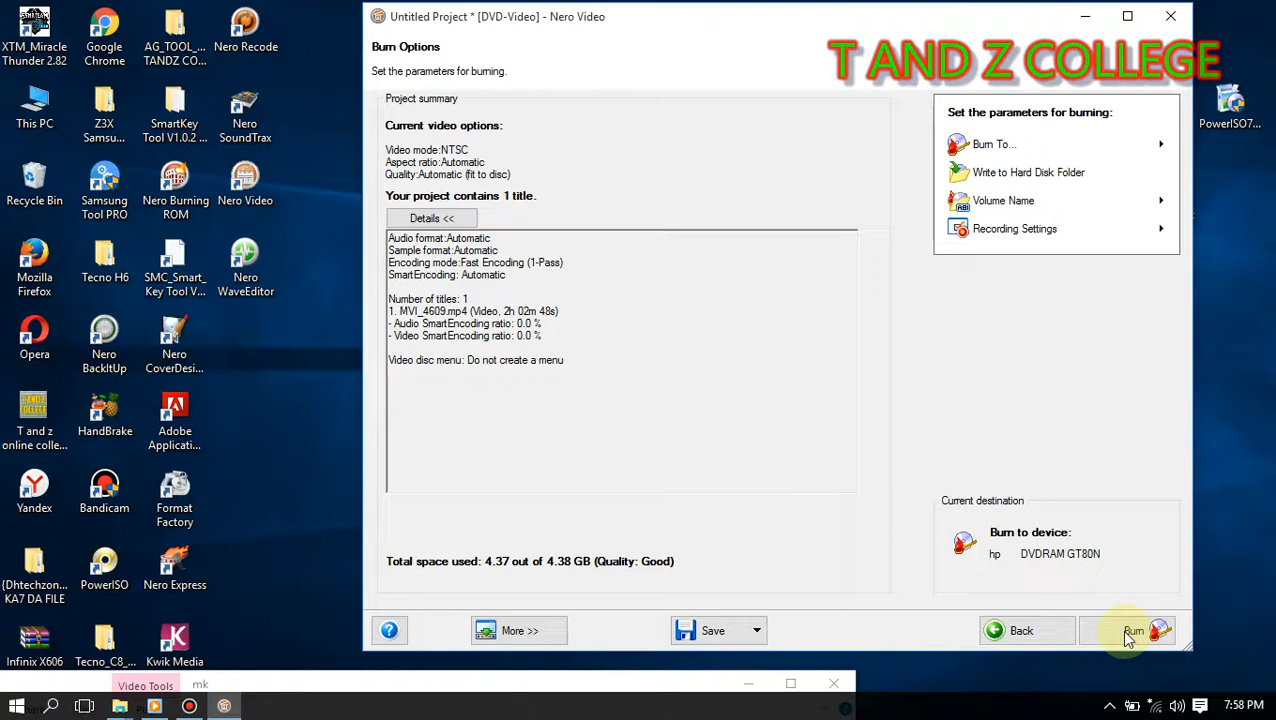 XTM_Miracle
Thunder 2.82
Google
Chrome
AG_TOOL_...
TANDZ CO...
Nero Recode
This PC
Z3X
Samsu...
SmartKey
Tool V1.0.2 ...
Nero
SoundTrax
Recycle Bin
Samsung
Tool PRO
Nero Burning
ROM
Nero Video
Mozilla
Firefox
Tecno H6
SMC_Smart_
Key Tool V...
Nero
WaveEditor
Opera
Nero
BackItUp
Nero
CoverDesi...
T and z
online colle...
HandBrake
Adobe
Applicati...
Yandex
Bandicam
Format
Factory
{Dhtechzon...
KA7 DA FILE
PowerISO
Nero Express
Infinix X606
Tecno_C8_...
Kwik Media
PowerISO7...
Untitled Project * [DVD-Video] - Nero Video
Burn Options
Set the parameters for burning.
T AND Z COLLEGE
Project summary
Current video options:
Video mode:NTSC
Aspect ratio:Automatic
Quality:Automatic (fit to disc)
Your project contains 1 title.
Details <<
Audio format:Automatic
Sample format:Automatic
Encoding mode:Fast Encoding (1-Pass)
SmartEncoding: Automatic
Number of titles: 1
1. MVI_4609.mp4 (Video, 2h 02m 48s)
- Audio SmartEncoding ratio: 0.0 %
- Video SmartEncoding ratio: 0.0 %
Video disc menu: Do not create a menu
Total space used: 4.37 out of 4.38 GB (Quality: Good)
Set the parameters for burning:
Burn To...
Write to Hard Disk Folder
Volume Name
Recording Settings
Current destination
Burn to device:
hp DVDRAM GT80N
More >>
Save
Back
Burn
Video Tools
mk
7:58 PM